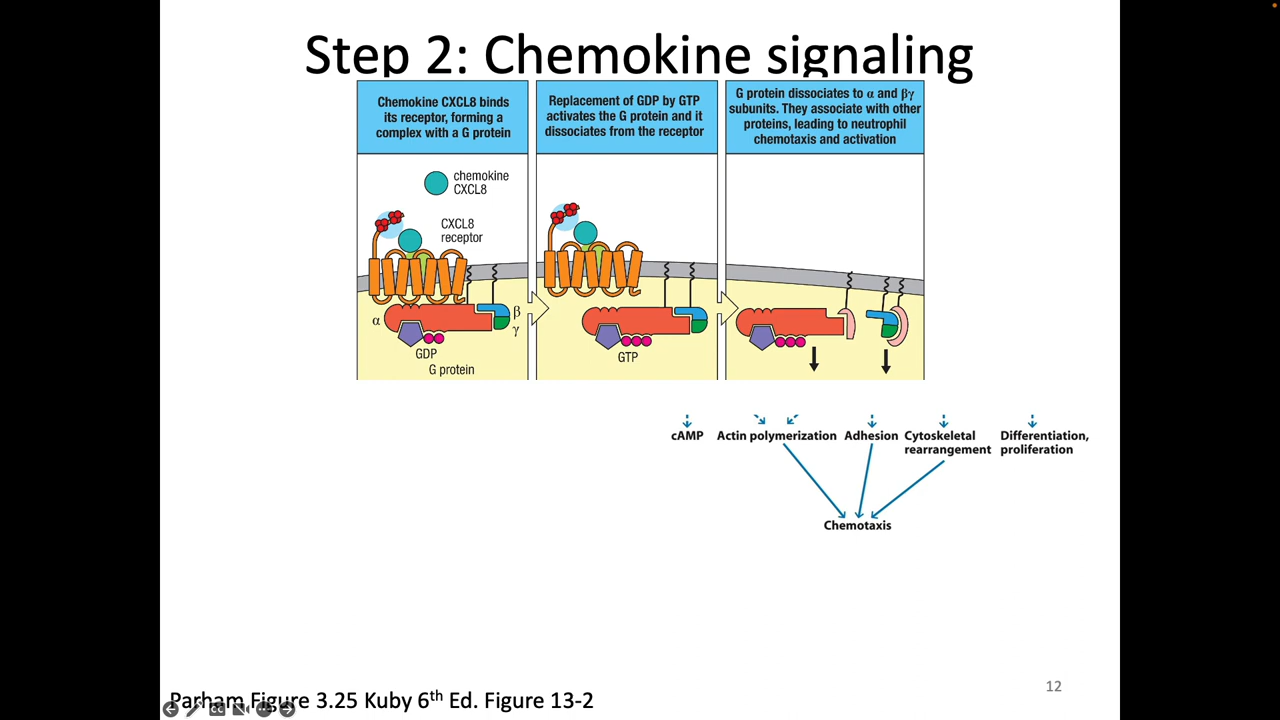 Step 2: Chemokine signaling
Chemokine CXCL8 binds
its receptor, forming a
complex with a G protein
Replacement of GDP by GTP
activates the G protein and it
dissociates from the receptor
G protein dissociates to α and βγ
subunits. They associate with other
proteins, leading to neutrophil
chemotaxis and activation
chemokine
CXCL8
CXCL8
receptor
α
β
γ
GDP
G protein
GTP
cAMP
Actin polymerization
Adhesion
Cytoskeletal
rearrangement
Differentiation,
proliferation
Chemotaxis
12
Parham Figure 3.25 Kuby 6th Ed. Figure 13-2
CC